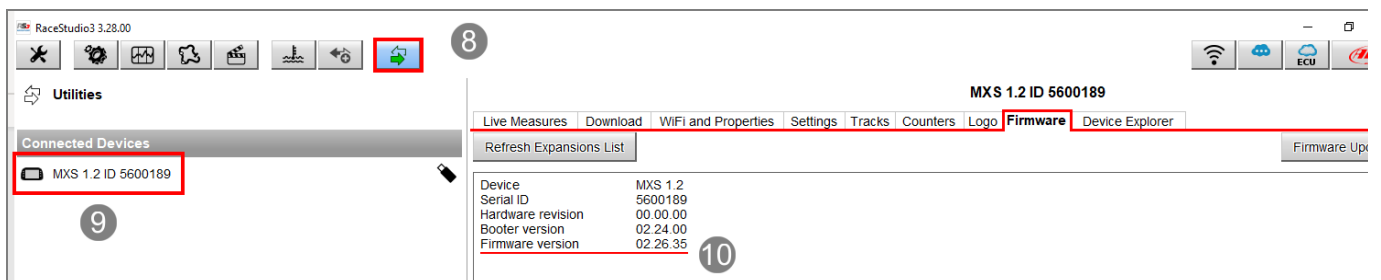 RaceStudio3 3.28.00
8
ECU
Utilities
MXS 1.2 ID 5600189
Live Measures Download WiFi and Properties Settings Tracks Counters Logo Firmware Device Explorer
Connected Devices
Refresh Expansions List
Firmware Upd
MXS 1.2 ID 5600189
9
Device MXS 1.2
Serial ID 5600189
Hardware revision 00.00.00
Booter version 02.24.00
Firmware version 02.26.35
10